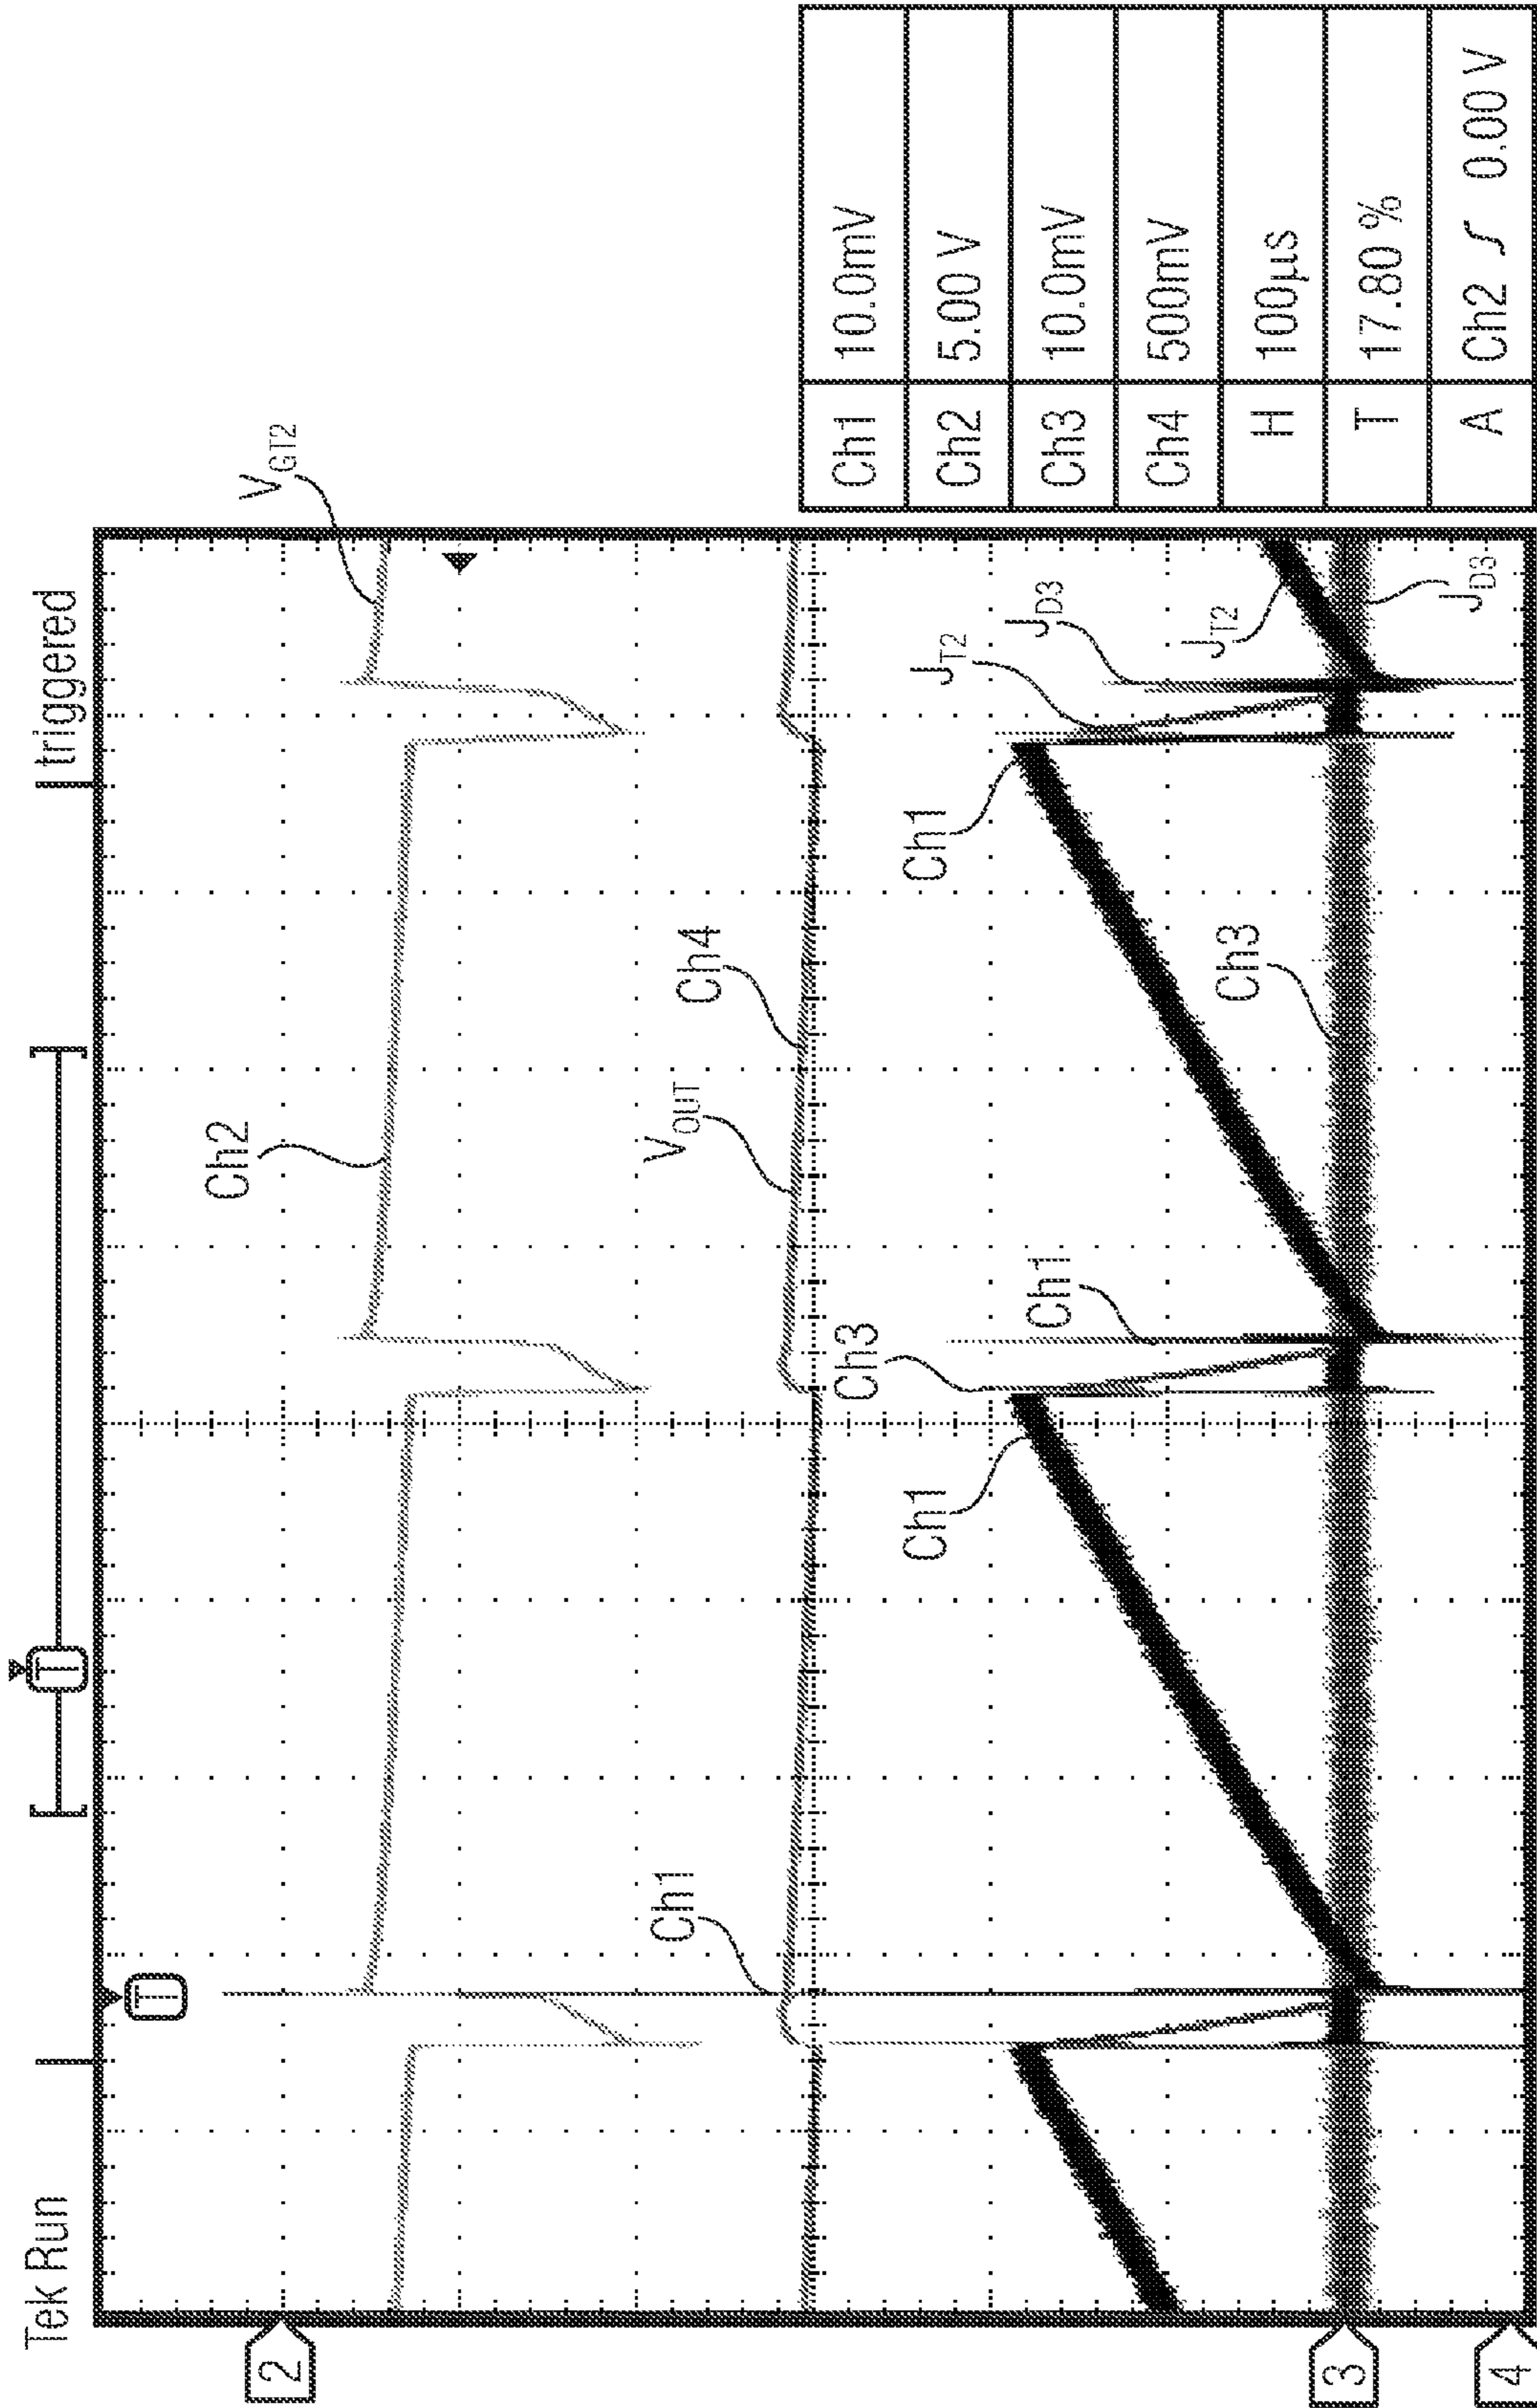 Tek Run
triggered
T
T
2
3
4
Ch2
V_GT2
V_OUT
Ch4
Ch1
Ch1
Ch3
Ch1
Ch1
Ch3
J_T2
J_D3
J_T2
J_D3
Ch1 10.0mV
Ch2 5.00 V
Ch3 10.0mV
Ch4 500mV
H 100µs
T 17.80 %
A Ch2 ∫ 0.00 V